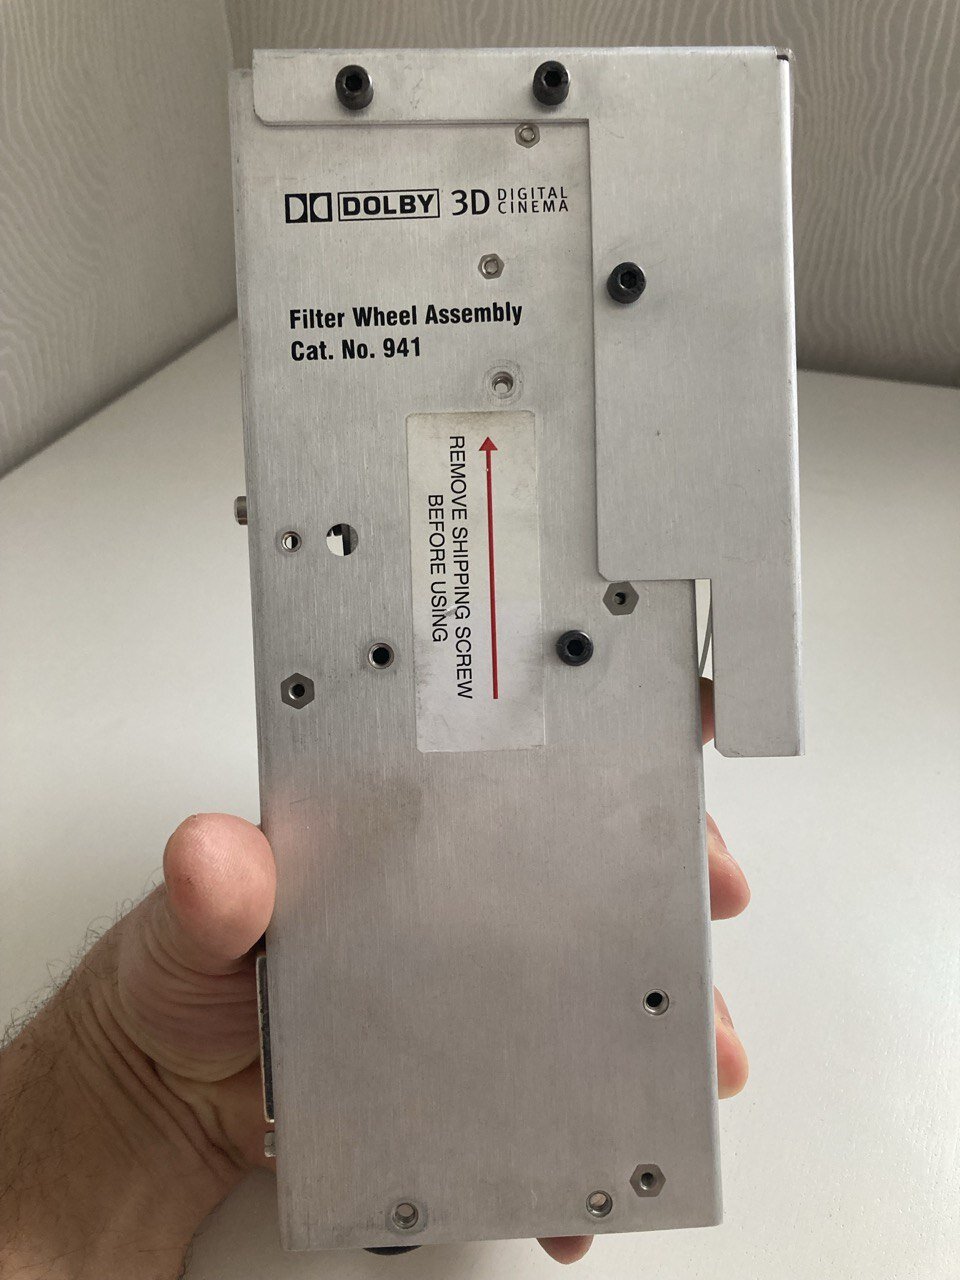 DOLBY 3D DIGITAL CINEMA
Filter Wheel Assembly
Cat. No. 941
REMOVE SHIPPING SCREW
BEFORE USING